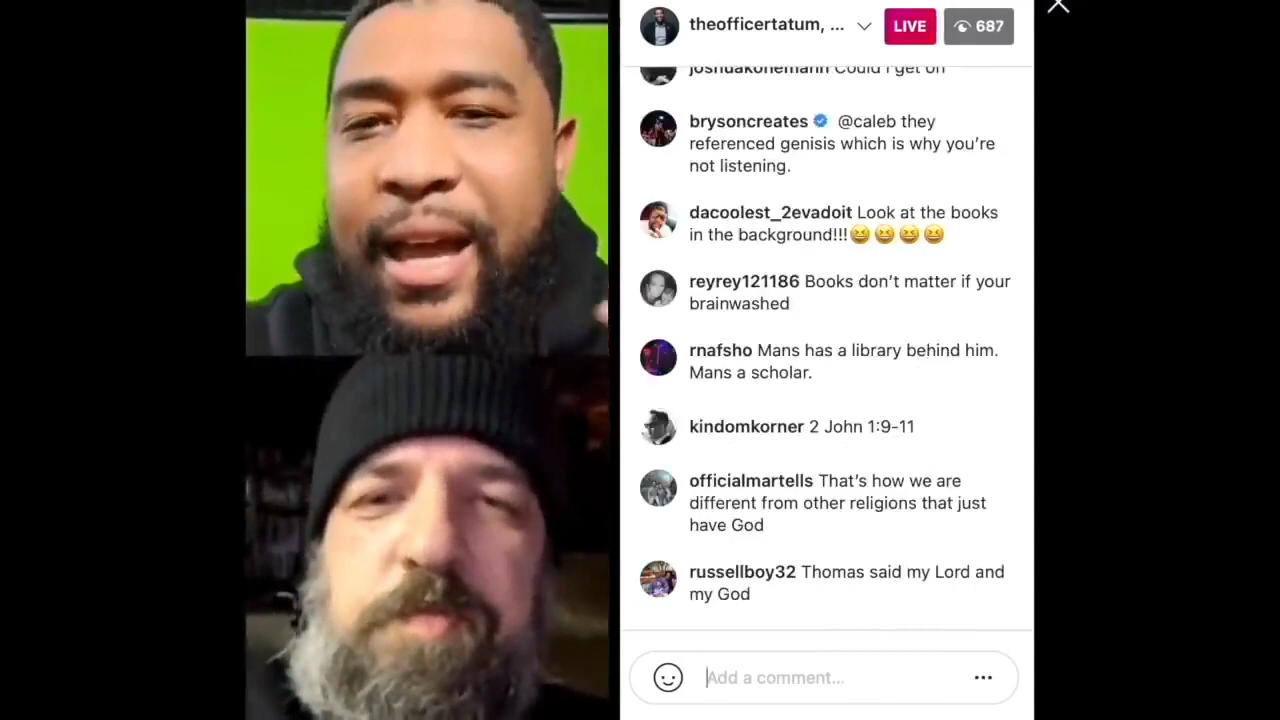 theofficertatum, ...
LIVE
687
joshuakonemann Could I get on
brysoncreates @caleb they
referenced genisis which is why you're
not listening.
dacoolest_2evadoit Look at the books
in the background!!!😆😆😆😆
reyrey121186 Books don't matter if your
brainwashed
rnafsho Mans has a library behind him.
Mans a scholar.
kindomkorner 2 John 1:9-11
officialmartells That's how we are
different from other religions that just
have God
russellboy32 Thomas said my Lord and
my God
Add a comment...